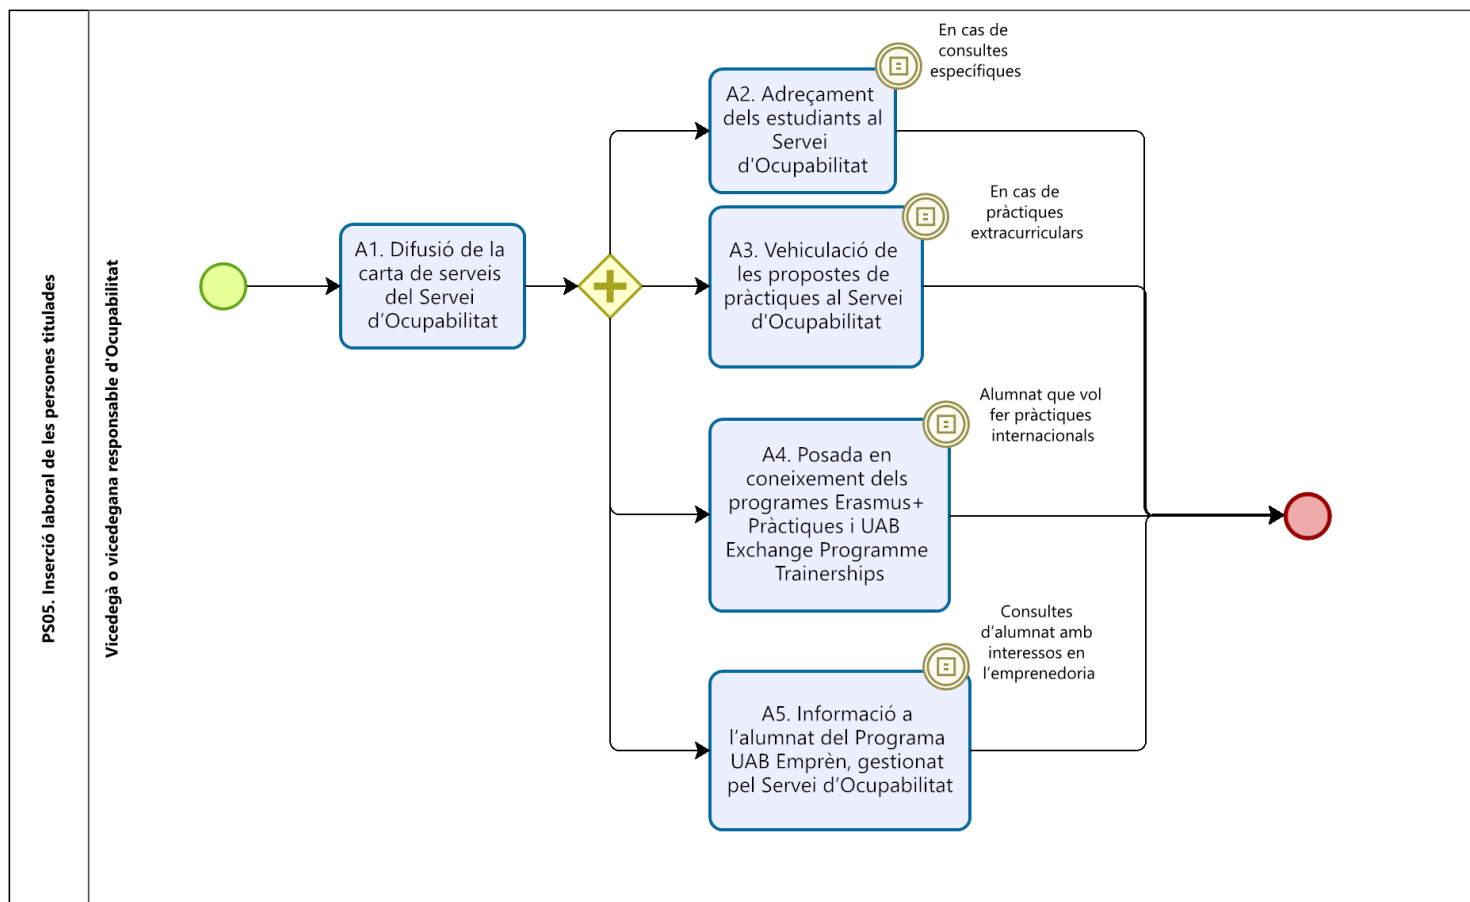 PS05. Inserció laboral de les persones titulades
Vicedegà o vicedegana responsable d'Ocupabilitat
A1. Difusió de la
carta de serveis
del Servei
d’Ocupabilitat
En cas de
consultes
específiques
A2. Adreçament
dels estudiants al
Servei
d'Ocupabilitat
En cas de
pràctiques
extracurriculars
A3. Vehiculació de
les propostes de
pràctiques al Servei
d'Ocupabilitat
Alumnat que vol
fer pràctiques
internacionals
A4. Posada en
coneixement dels
programes Erasmus+
Pràctiques i UAB
Exchange Programme
Trainerships
Consultes
d’alumnat amb
interessos en
l’emprenedoria
A5. Informació a
l’alumnat del Programa
UAB Emprèn, gestionat
pel Servei d’Ocupabilitat